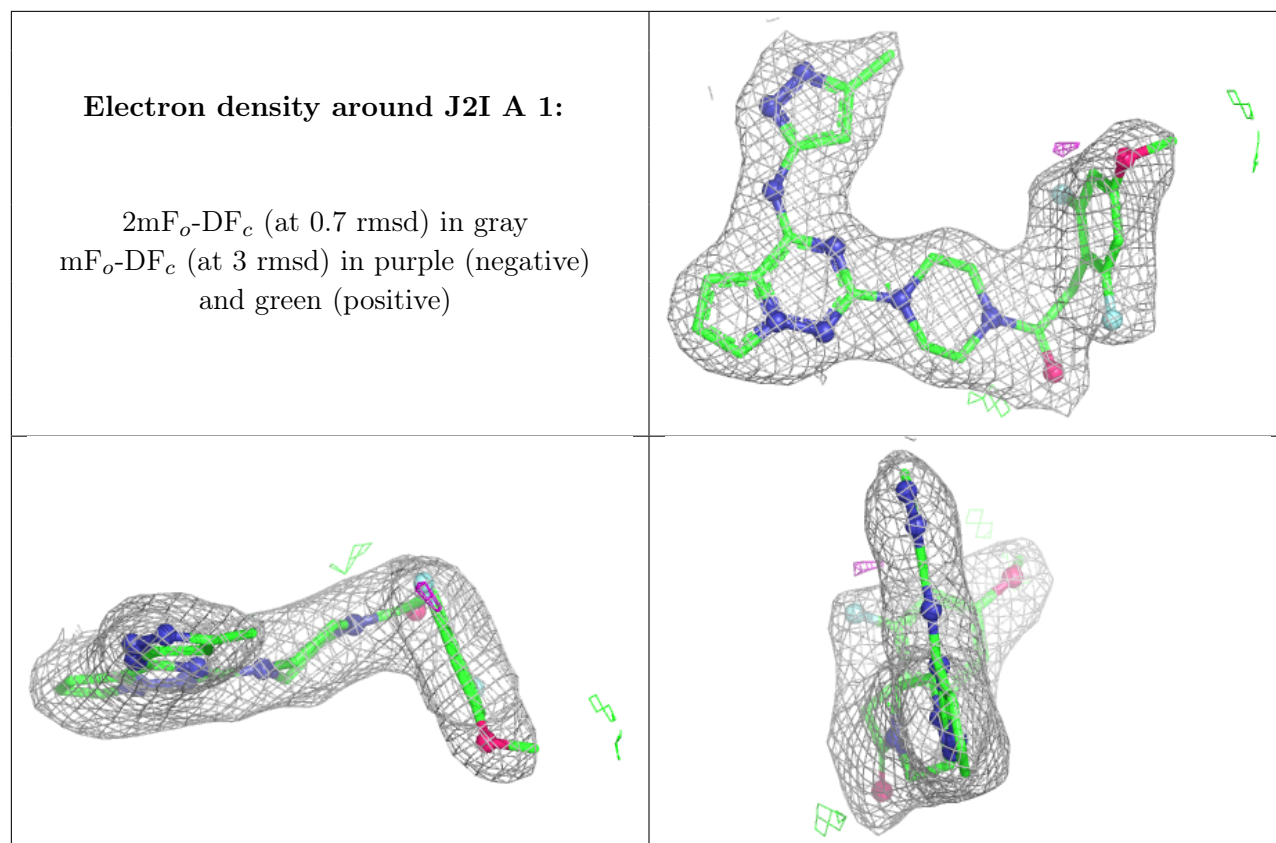 Electron density around J2I A 1:
2mFo-DFc (at 0.7 rmsd) in gray
mFo-DFc (at 3 rmsd) in purple (negative)
and green (positive)